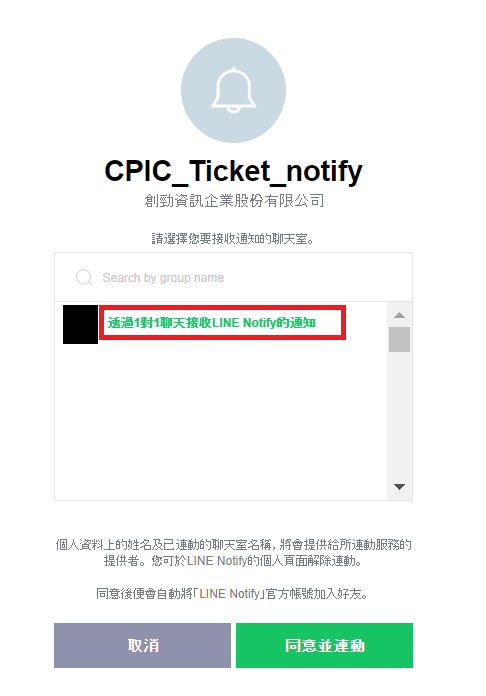 CPIC_Ticket_notify
創勁資訊企業股份有限公司
請選擇您要接收通知的聊天室。
Search by group name
透過1對1聊天接收LINE Notify的通知
個人資料上的姓名及已連動的聊天室名稱，將會提供給所連動服務的
提供者。您可於LINE Notify的個人頁面解除連動。
同意後便會自動將「LINE Notify」官方帳號加入好友。
取消
同意並連動